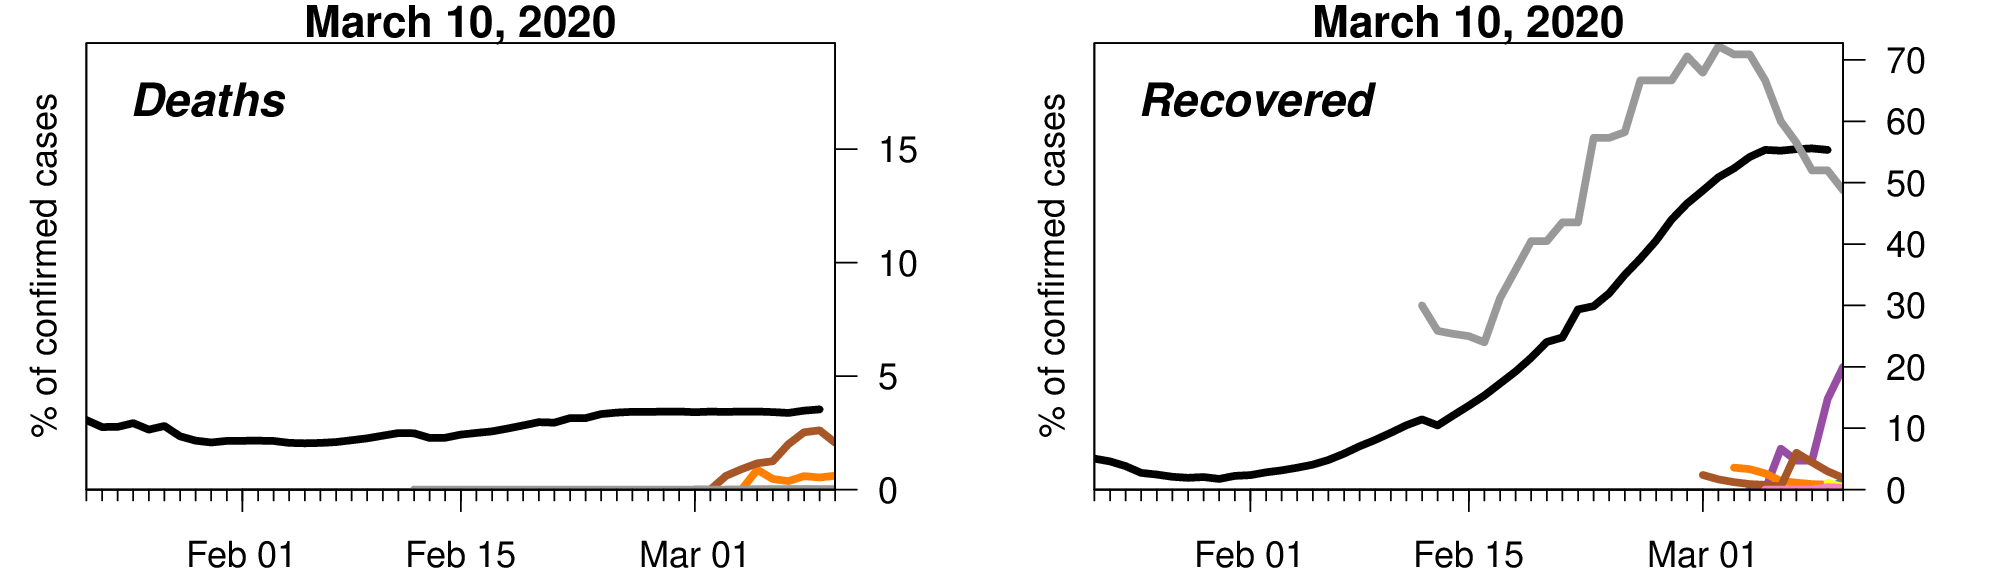 March 10, 2020
Deaths
% of confirmed cases
15
10
5
0
Feb 01
Feb 15
Mar 01
March 10, 2020
Recovered
% of confirmed cases
70
60
50
40
30
20
10
0
Feb 01
Feb 15
Mar 01